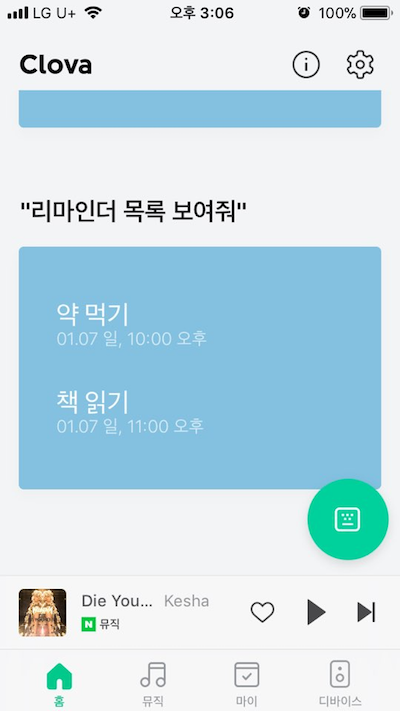 LG U+ 오후 3:06 100%
Clova
"리마인더 목록 보여줘"
약 먹기
01.07 일, 10:00 오후
책 읽기
01.07 일, 11:00 오후
Die You... Kesha
N 뮤직
홈 뮤직 마이 디바이스